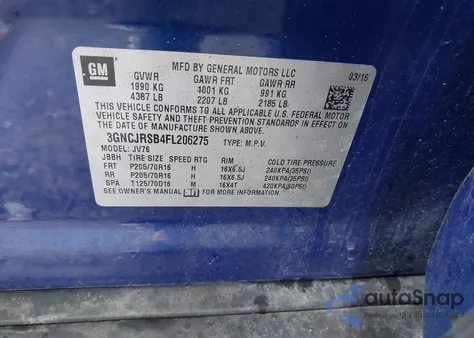 GM
MFD BY GENERAL MOTORS LLC 03/15
GVWR GAWR FRT GAWR RR
1990 KG 1001 KG 991 KG
4387 LB 2207 LB 2185 LB
THIS VEHICLE CONFORMS TO ALL APPLICABLE U.S. FEDERAL MOTOR
VEHICLE SAFETY AND THEFT PREVENTION STANDARDS IN EFFECT ON THE
DATE OF MANUFACTURE SHOWN ABOVE.
3GNCJRSB4FL206275 TYPE: M.P.V.
MODEL: JV76
JBBH TIRE SIZE SPEED RTG RIM COLD TIRE PRESSURE
FRT P205/70R16 H 16X6.5J 240KPA(35PSI)
RR P205/70R16 H 16X6.5J 240KPA(35PSI)
SPA T125/70D16 M 16X4T 420KPA(60PSI)
SEE OWNER'S MANUAL FOR ADDITIONAL INFORMATION
autoSnap